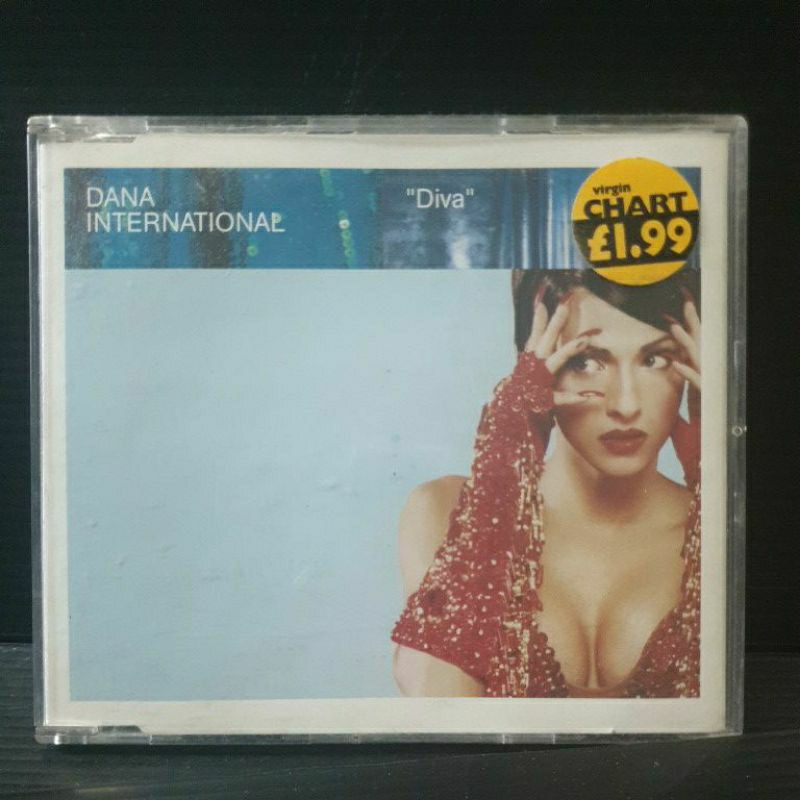 DANA
INTERNATIONAL
"Diva"
virgin
CHART
£1.99